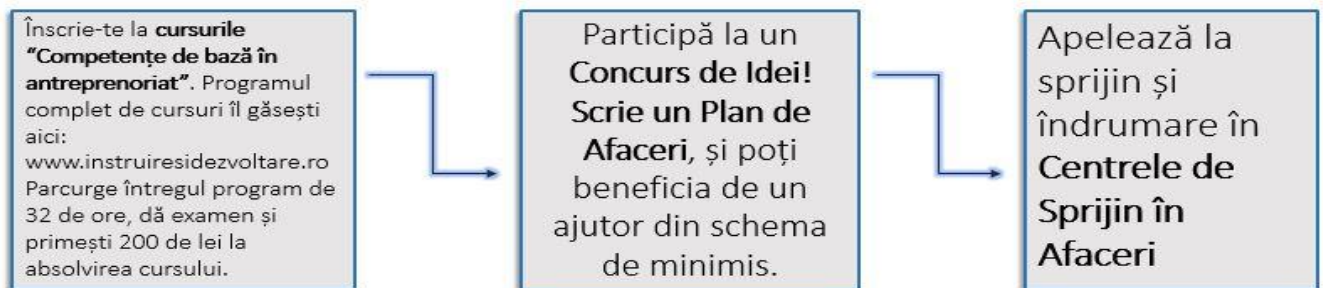 Înscrie-te la cursurile
“Competențe de bază în
antreprenoriat”. Programul
complet de cursuri îl găsești
aici:
www.instruiresidezvoltare.ro
Parcurge întregul program de
32 de ore, dă examen și
primești 200 de lei la
absolvirea cursului.
Participă la un
Concurs de Idei!
Scrie un Plan de
Afaceri, și poți
beneficia de un
ajutor din schema
de minimis.
Apelează la
sprijin și
îndrumare în
Centrele de
Sprijin în
Afaceri